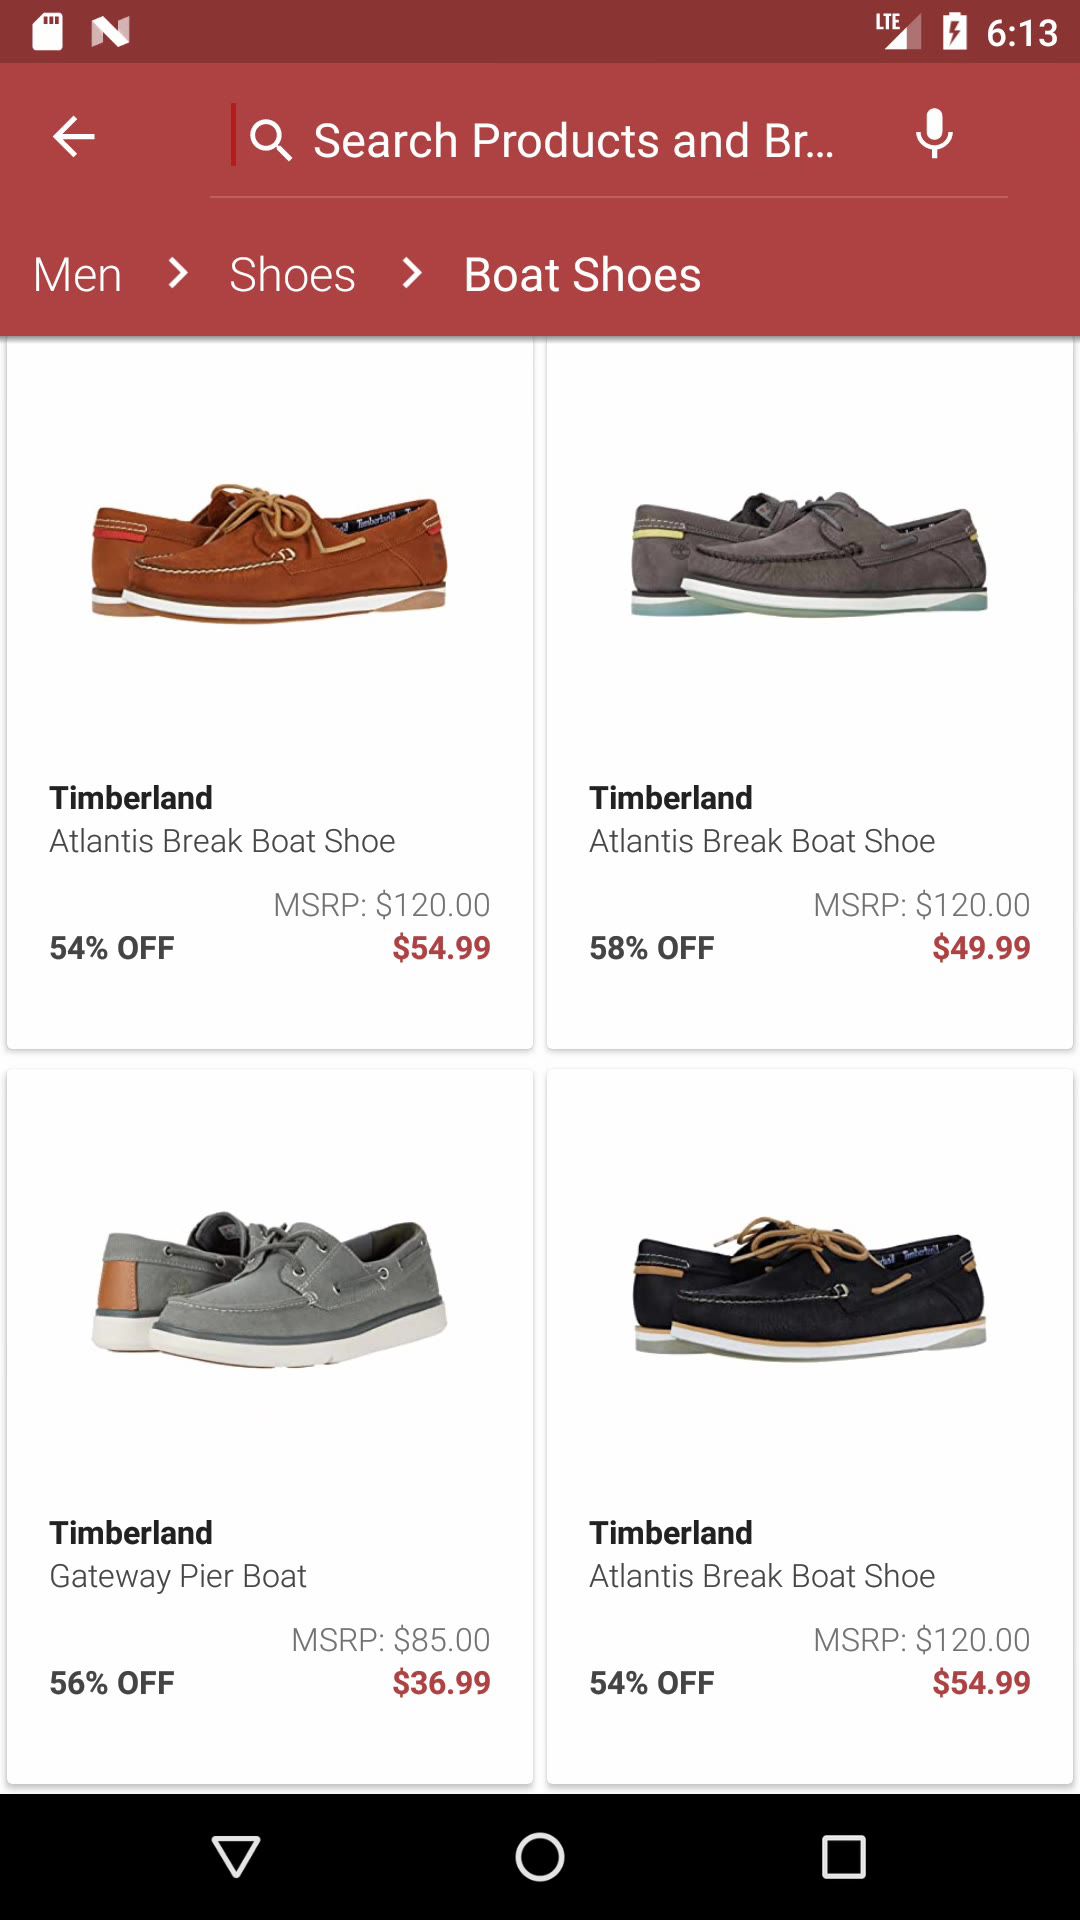 LTE 6:13
Search Products and Br...
Men Shoes Boat Shoes
Timberland
Atlantis Break Boat Shoe
MSRP: $120.00
54% OFF $54.99
Timberland
Atlantis Break Boat Shoe
MSRP: $120.00
58% OFF $49.99
Timberland
Gateway Pier Boat
MSRP: $85.00
56% OFF $36.99
Timberland
Atlantis Break Boat Shoe
MSRP: $120.00
54% OFF $54.99